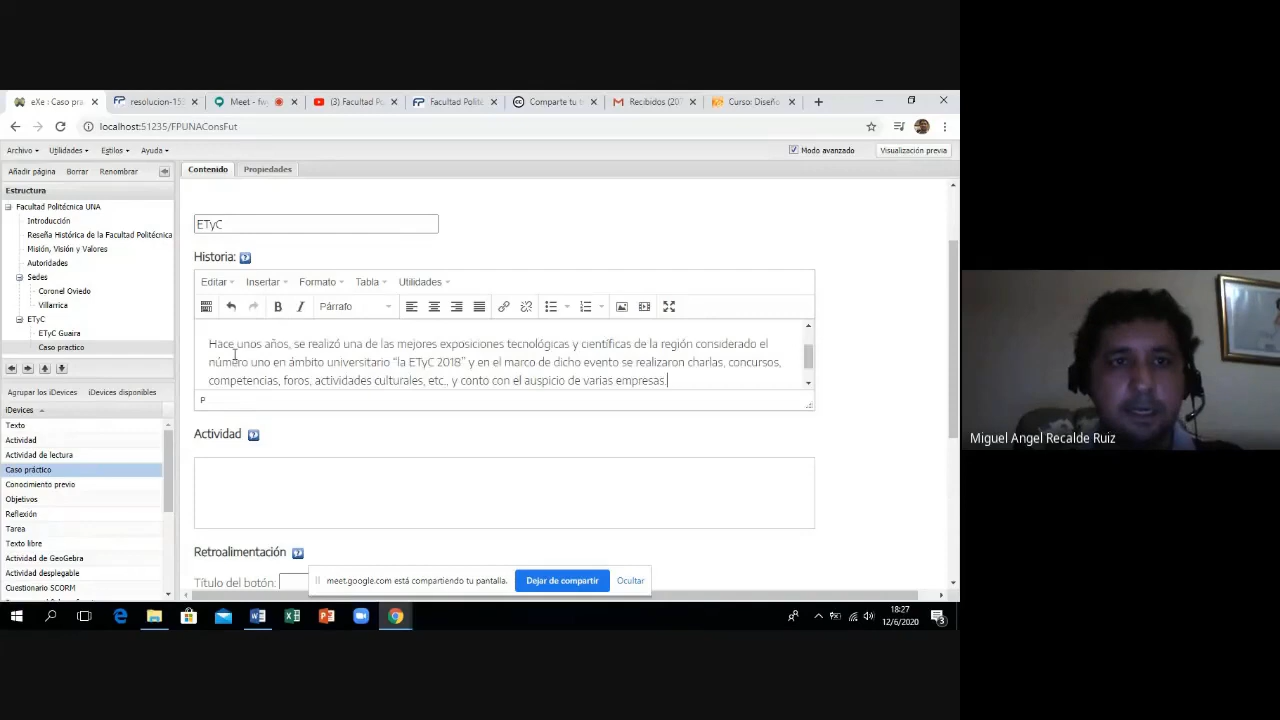 eXe : Caso pra
resolucion-15
Meet - fw
(3) Facultad Po
Facultad Polite
Comparte tu t
Recibidos (20
Curso: Diseño
localhost:51235/FPUNAConsFut
Archivo
Utilidades
Estilos
Ayuda
Modo avanzado
Visualización previa
Añadir página
Borrar
Renombrar
Contenido
Propiedades
Estructura
Facultad Politécnica UNA
Introducción
Reseña Histórica de la Facultad Politécnica
Misión, Visión y Valores
Autoridades
Sedes
Coronel Oviedo
Villarrica
ETyC
ETyC Guaira
Caso practico
Agrupar los iDevices
iDevices disponibles
iDevices
Texto
Actividad
Actividad de lectura
Caso práctico
Conocimiento previo
Objetivos
Reflexión
Tarea
Texto libre
Actividad de GeoGebra
Actividad desplegable
Cuestionario SCORM
ETyC
Historia:
Editar
Insertar
Formato
Tabla
Utilidades
B
I
Párrafo
Hace unos años, se realizó una de las mejores exposiciones tecnológicas y científicas de la región considerado el
número uno en ámbito universitario “la ETyC 2018” y en el marco de dicho evento se realizaron charlas, concursos,
competencias, foros, actividades culturales, etc., y conto con el auspicio de varias empresas.
P
Actividad
Retroalimentación
Título del botón:
meet.google.com está compartiendo tu pantalla.
Dejar de compartir
Ocultar
18:27
12/6/2020
3
Miguel Angel Recalde Ruiz